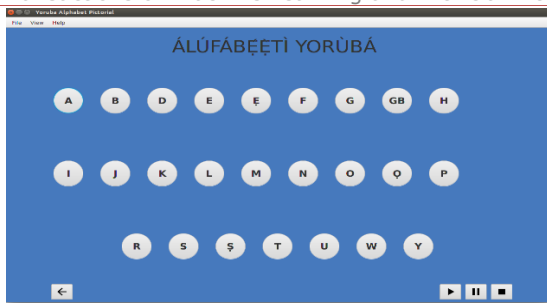 Yoruba Alphabet Pictorial
File View Help
ÁLÚFÁBẸ́Ẹ̀TÌ YORÙBÁ
A B D E Ẹ F G GB H
I J K L M N O Ọ P
R S Ş T U W Y